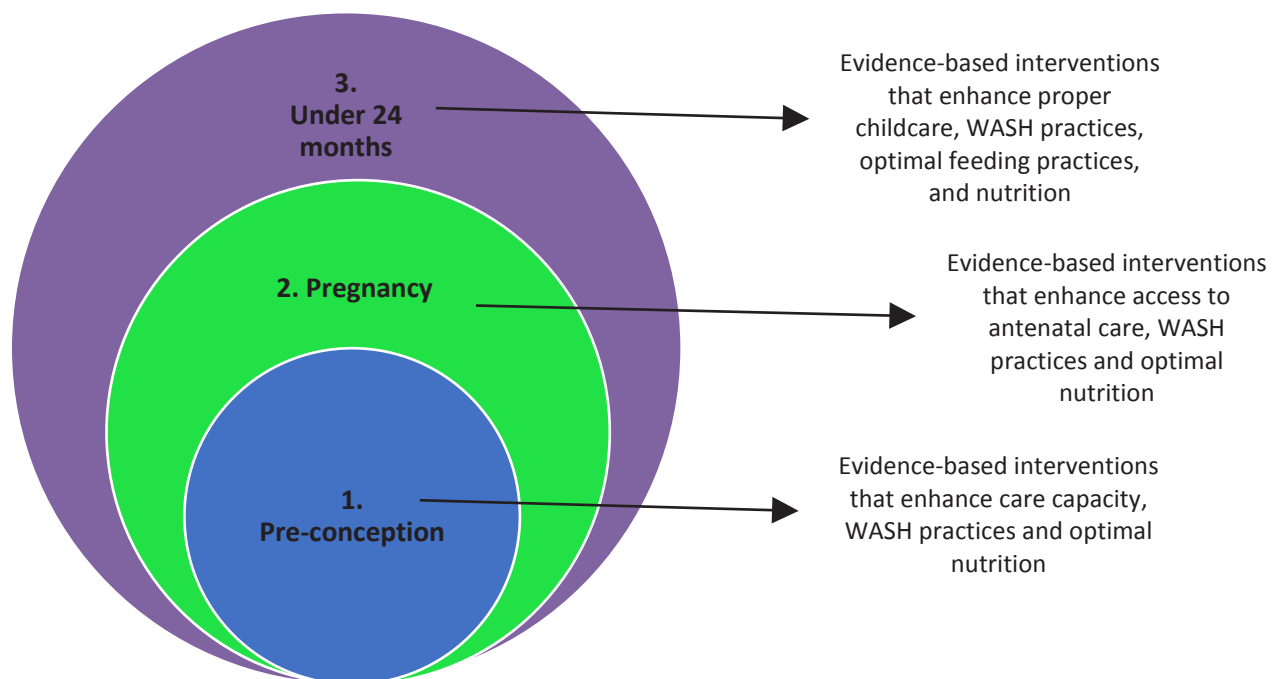 3.
Under 24
months
Evidence-based interventions
that enhance proper
childcare, WASH practices,
optimal feeding practices,
and nutrition
2. Pregnancy
Evidence-based interventions
that enhance access to
antenatal care, WASH
practices and optimal
nutrition
1.
Pre-conception
Evidence-based interventions
that enhance care capacity,
WASH practices and optimal
nutrition